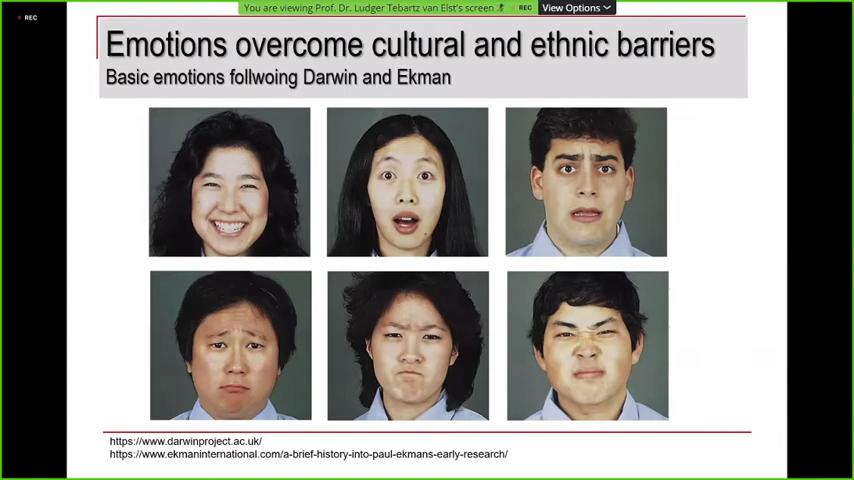 REC
You are viewing Prof. Dr. Ludger Tebartz van Elst's screen
REC
View Options
Emotions overcome cultural and ethnic barriers
Basic emotions follwoing Darwin and Ekman
https://www.darwinproject.ac.uk/
https://www.ekmaninternational.com/a-brief-history-into-paul-ekmans-early-research/